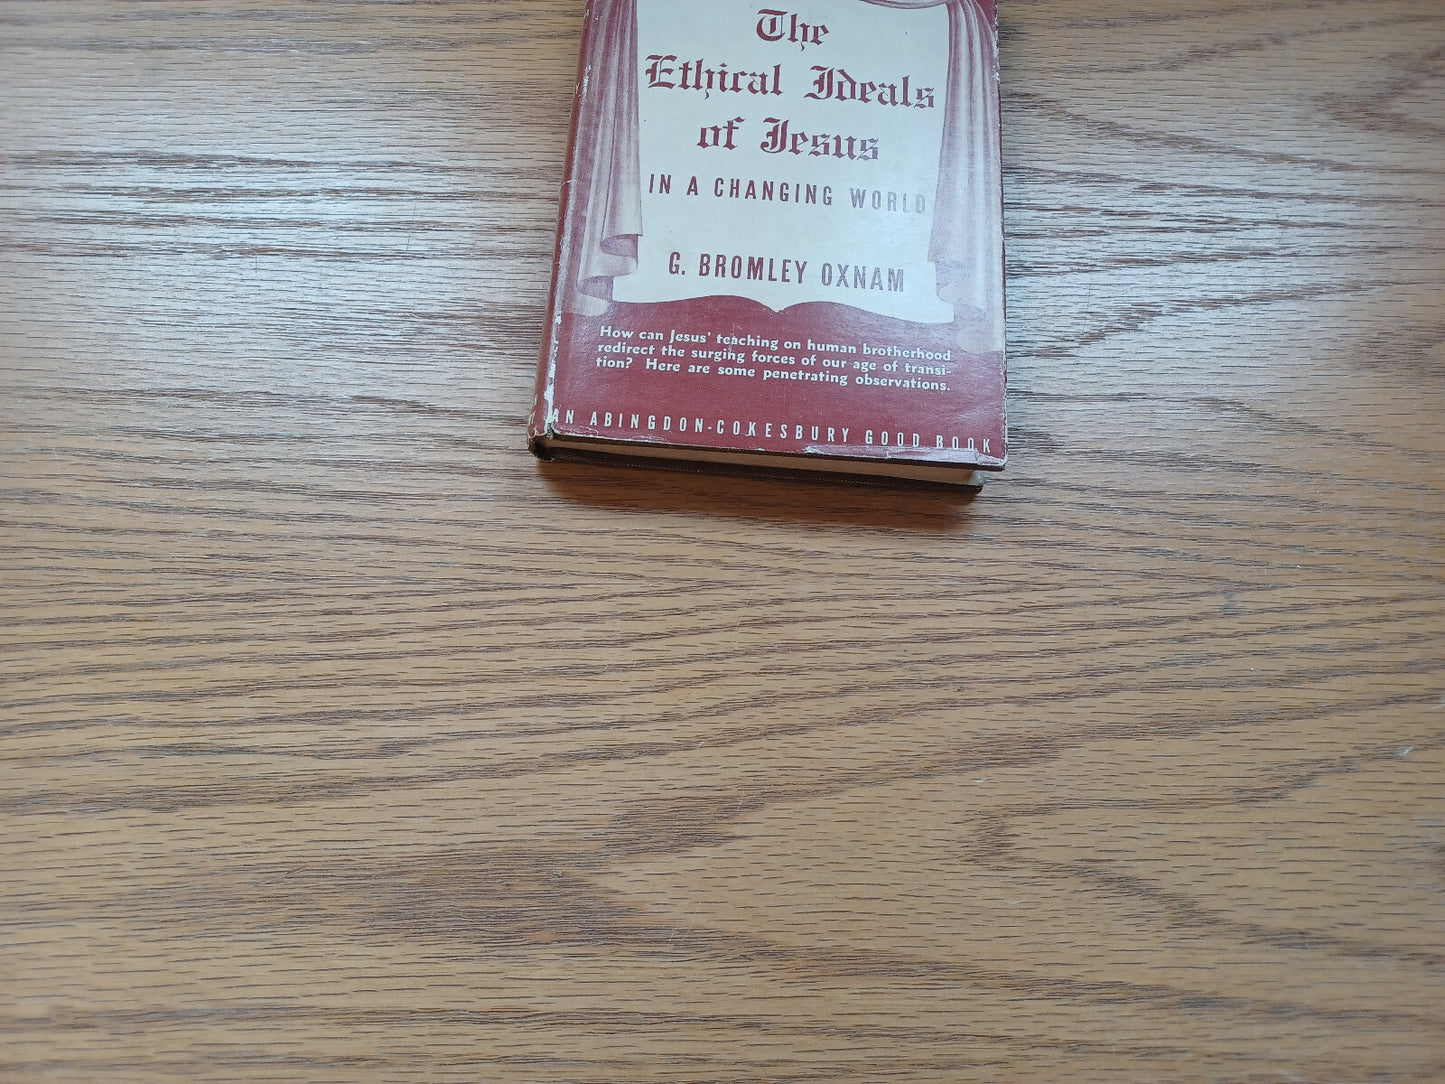 The
Ethical Ideals
of Jesus
IN A CHANGING WORLD
G. BROMLEY OXNAM
How can Jesus' teaching on human brotherhood
redirect the surging forces of our age of transi-
tion? Here are some penetrating observations.
AN ABINGDON-COKESBURY GOOD BOOK